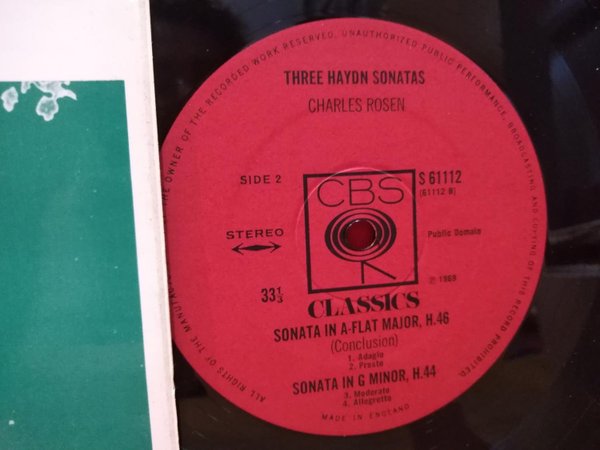 ALL RIGHTS OF THE MANUFACTURER AND OF THE OWNER OF THE RECORDED WORK RESERVED. UNAUTHORIZED PUBLIC PERFORMANCE, BROADCASTING AND COPYING OF THIS RECORD PROHIBITED.
THREE HAYDN SONATAS
CHARLES ROSEN
SIDE 2
CBS
S 61112
(61112 B)
STEREO
Public Domain
33 1/3
℗ 1969
CLASSICS
SONATA IN A-FLAT MAJOR, H.46
(Conclusion)
1. Adagio
2. Presto
SONATA IN G MINOR, H.44
3. Moderato
4. Allegretto
MADE IN ENGLAND